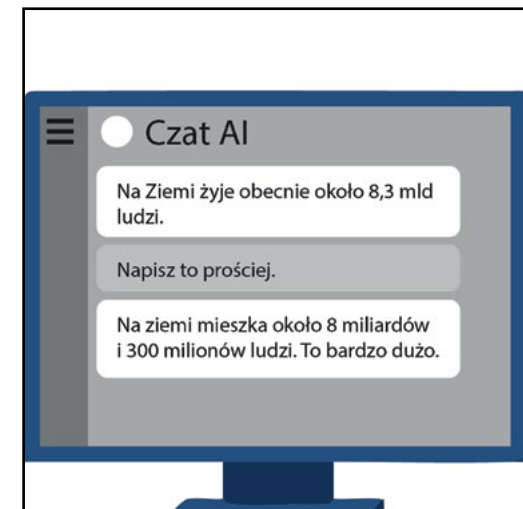 Czat AI
Na Ziemi żyje obecnie około 8,3 mld
ludzi.
Napisz to prościej.
Na ziemi mieszka około 8 miliardów
i 300 milionów ludzi. To bardzo dużo.